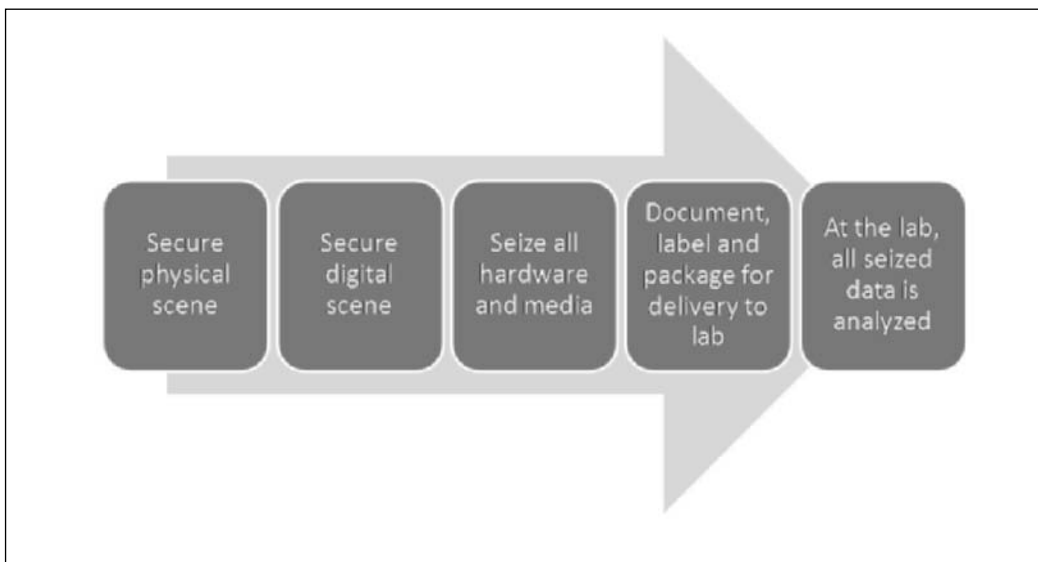 Secure
physical
scene
Secure
digital
scene
Seize all
hardware
and media
Document,
label and
package for
delivery to
lab
At the lab,
all seized
data is
analyzed